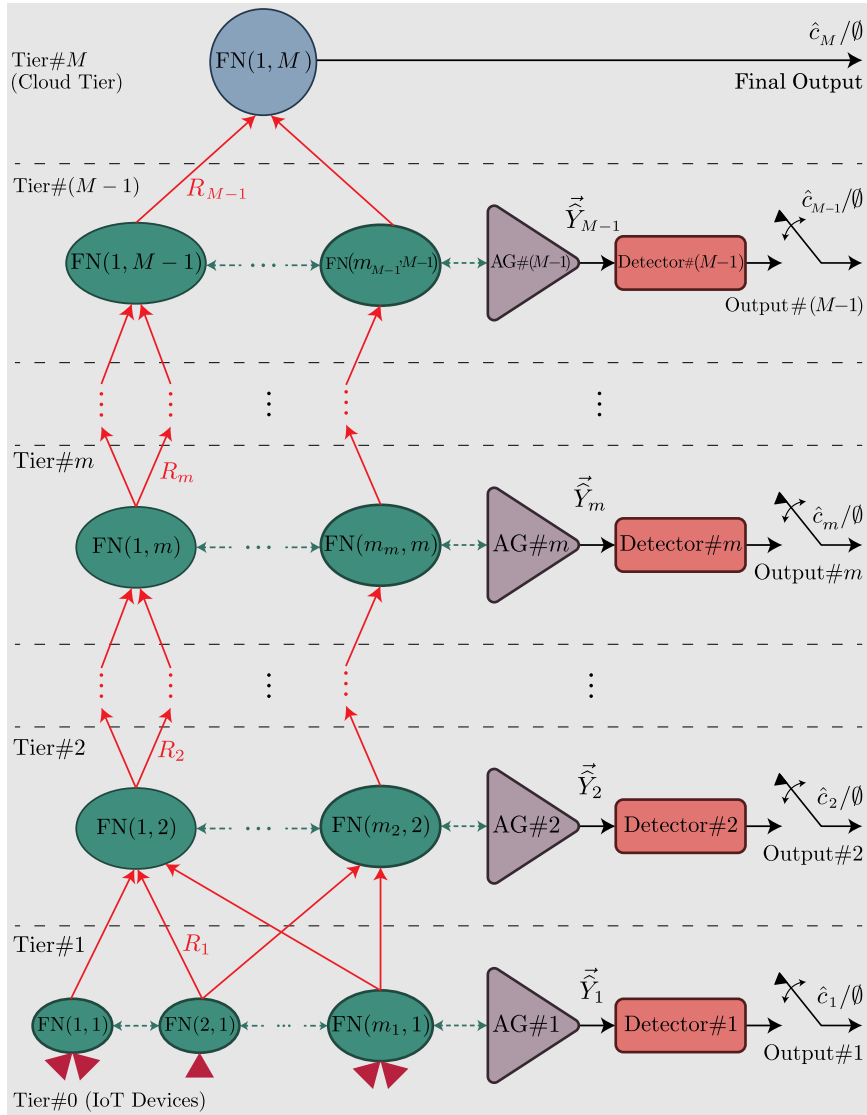 Tier#M
(Cloud Tier)
FN(1, M)
ĉ_M/∅
Final Output
Tier#(M−1)
R_{M−1}
FN(1, M−1)
···
FN(m_{M−1},M−1)
AG#(M−1)
Ŷ⃗_{M−1}
Detector#(M−1)
ĉ_{M−1}/∅
Output#(M−1)
Tier#m
R_m
FN(1, m)
···
FN(m_m, m)
AG#m
Ŷ⃗_m
Detector#m
ĉ_m/∅
Output#m
Tier#2
R_2
FN(1, 2)
···
FN(m_2, 2)
AG#2
Ŷ⃗_2
Detector#2
ĉ_2/∅
Output#2
Tier#1
R_1
FN(1, 1)
FN(2, 1)
···
FN(m_1, 1)
AG#1
Ŷ⃗_1
Detector#1
ĉ_1/∅
Output#1
Tier#0 (IoT Devices)